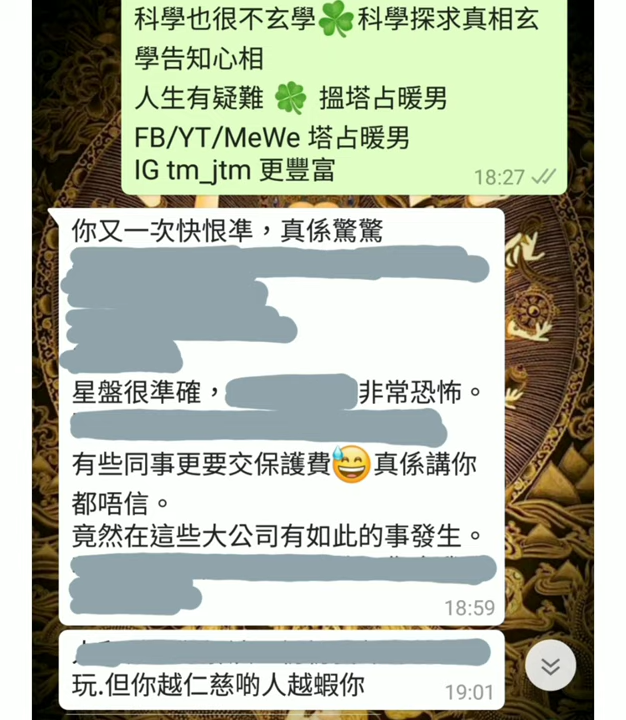 科學也很不玄學🍀科學探求真相玄
學告知心相
人生有疑難 🍀 搵塔占暖男
FB/YT/MeWe 塔占暖男
IG tm_jtm 更豐富
18:27
你又一次快恨準，真係驚驚
星盤很準確，
非常恐怖。
有些同事更要交保護費😅真係講你
都唔信。
竟然在這些大公司有如此的事發生。
18:59
玩.但你越仁慈啲人越蝦你
19:01